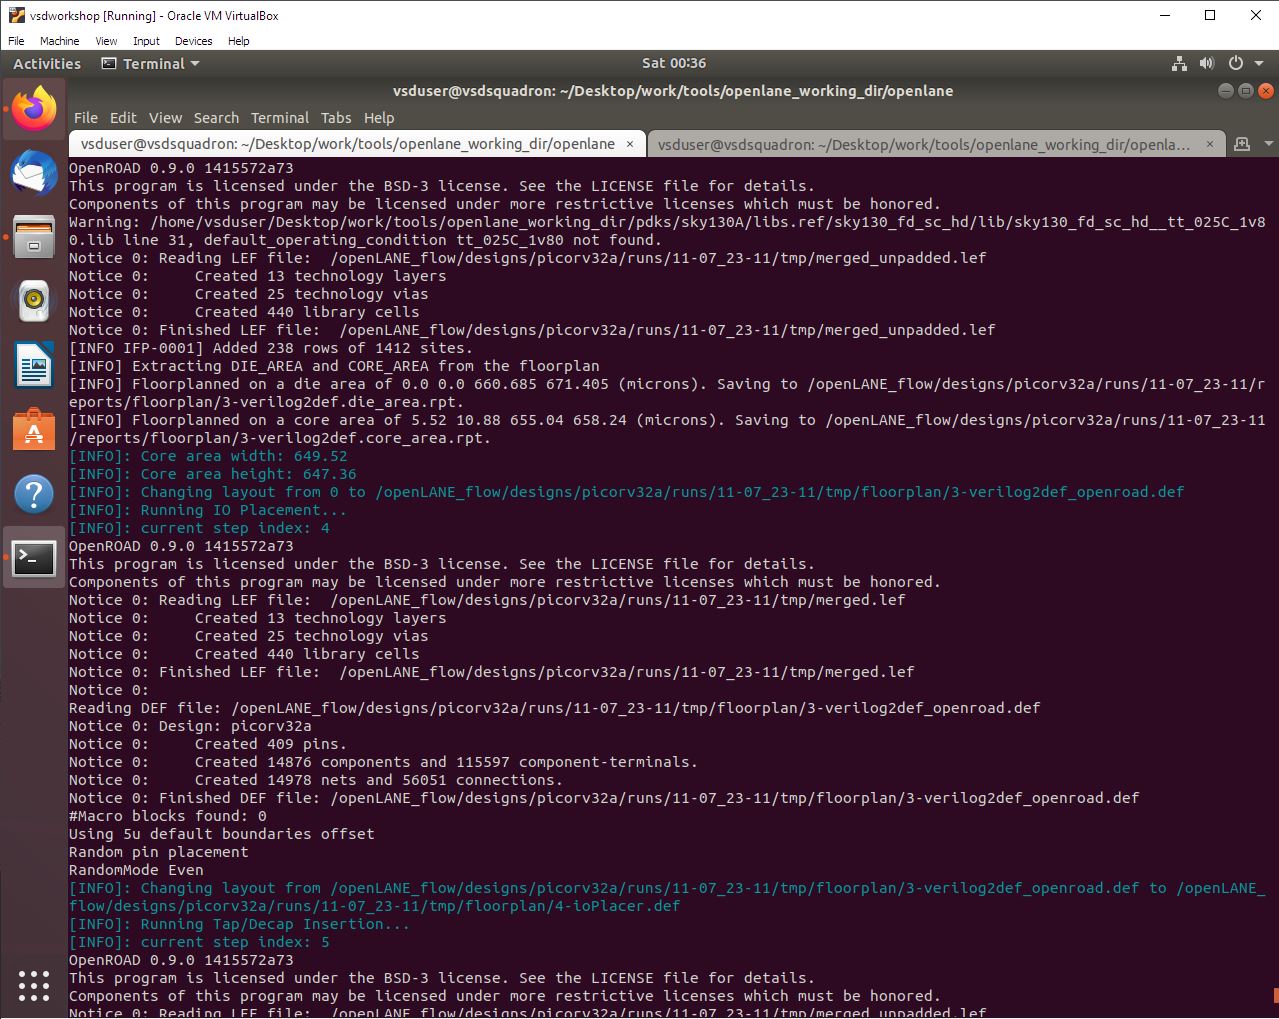 vsdworkshop [Running] - Oracle VM VirtualBox
File Machine View Input Devices Help
Activities Terminal Sat 00:36
vsduser@vsdsquadron: ~/Desktop/work/tools/openlane_working_dir/openlane
File Edit View Search Terminal Tabs Help
vsduser@vsdsquadron: ~/Desktop/work/tools/openlane_working_dir/openlane × vsduser@vsdsquadron: ~/Desktop/work/tools/openlane_working_dir/openla... ×
OpenROAD 0.9.0 1415572a73
This program is licensed under the BSD-3 license. See the LICENSE file for details.
Components of this program may be licensed under more restrictive licenses which must be honored.
Warning: /home/vsduser/Desktop/work/tools/openlane_working_dir/pdks/sky130A/libs.ref/sky130_fd_sc_hd/lib/sky130_fd_sc_hd__tt_025C_1v8
0.lib line 31, default_operating_condition tt_025C_1v80 not found.
Notice 0: Reading LEF file:  /openLANE_flow/designs/picorv32a/runs/11-07_23-11/tmp/merged_unpadded.lef
Notice 0:     Created 13 technology layers
Notice 0:     Created 25 technology vias
Notice 0:     Created 440 library cells
Notice 0: Finished LEF file:  /openLANE_flow/designs/picorv32a/runs/11-07_23-11/tmp/merged_unpadded.lef
[INFO IFP-0001] Added 238 rows of 1412 sites.
[INFO] Extracting DIE_AREA and CORE_AREA from the floorplan
[INFO] Floorplanned on a die area of 0.0 0.0 660.685 671.405 (microns). Saving to /openLANE_flow/designs/picorv32a/runs/11-07_23-11/r
eports/floorplan/3-verilog2def.die_area.rpt.
[INFO] Floorplanned on a core area of 5.52 10.88 655.04 658.24 (microns). Saving to /openLANE_flow/designs/picorv32a/runs/11-07_23-11
/reports/floorplan/3-verilog2def.core_area.rpt.
[INFO]: Core area width: 649.52
[INFO]: Core area height: 647.36
[INFO]: Changing layout from 0 to /openLANE_flow/designs/picorv32a/runs/11-07_23-11/tmp/floorplan/3-verilog2def_openroad.def
[INFO]: Running IO Placement...
[INFO]: current step index: 4
OpenROAD 0.9.0 1415572a73
This program is licensed under the BSD-3 license. See the LICENSE file for details.
Components of this program may be licensed under more restrictive licenses which must be honored.
Notice 0: Reading LEF file:  /openLANE_flow/designs/picorv32a/runs/11-07_23-11/tmp/merged.lef
Notice 0:     Created 13 technology layers
Notice 0:     Created 25 technology vias
Notice 0:     Created 440 library cells
Notice 0: Finished LEF file:  /openLANE_flow/designs/picorv32a/runs/11-07_23-11/tmp/merged.lef
Notice 0:
Reading DEF file: /openLANE_flow/designs/picorv32a/runs/11-07_23-11/tmp/floorplan/3-verilog2def_openroad.def
Notice 0: Design: picorv32a
Notice 0:     Created 409 pins.
Notice 0:     Created 14876 components and 115597 component-terminals.
Notice 0:     Created 14978 nets and 56051 connections.
Notice 0: Finished DEF file: /openLANE_flow/designs/picorv32a/runs/11-07_23-11/tmp/floorplan/3-verilog2def_openroad.def
#Macro blocks found: 0
Using 5u default boundaries offset
Random pin placement
RandomMode Even
[INFO]: Changing layout from /openLANE_flow/designs/picorv32a/runs/11-07_23-11/tmp/floorplan/3-verilog2def_openroad.def to /openLANE_
flow/designs/picorv32a/runs/11-07_23-11/tmp/floorplan/4-ioPlacer.def
[INFO]: Running Tap/Decap Insertion...
[INFO]: current step index: 5
OpenROAD 0.9.0 1415572a73
This program is licensed under the BSD-3 license. See the LICENSE file for details.
Components of this program may be licensed under more restrictive licenses which must be honored.
Notice 0: Reading LEF file:  /openLANE_flow/designs/picorv32a/runs/11-07_23-11/tmp/merged_unpadded.lef